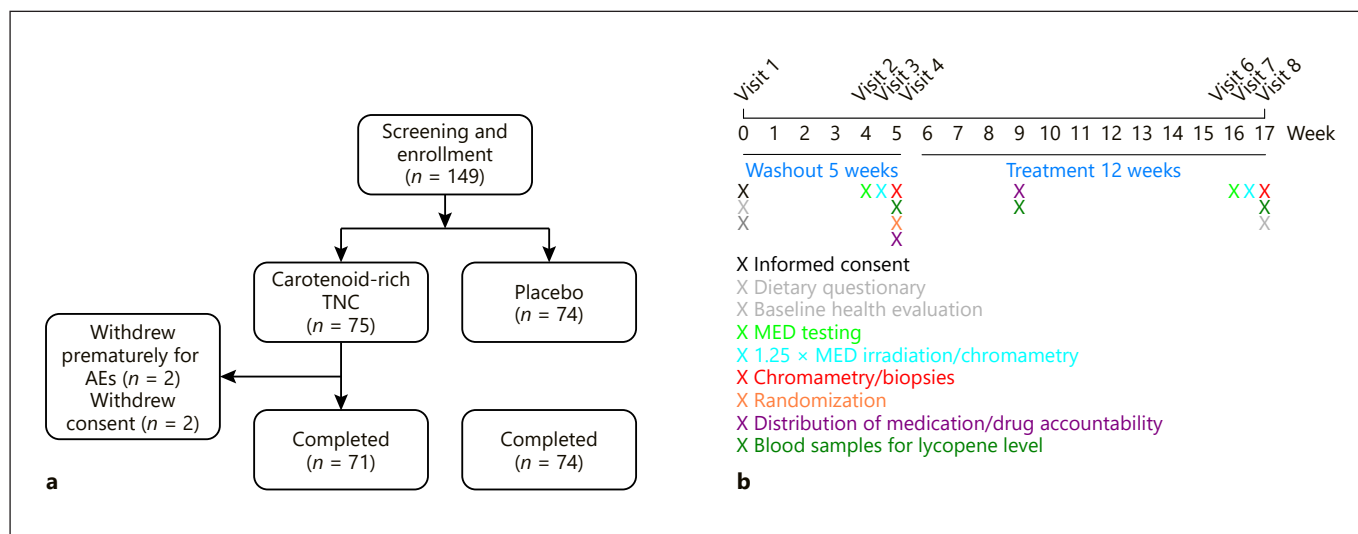 Screening and
enrollment
(n = 149)
Carotenoid-rich
TNC
(n = 75)
Placebo
(n = 74)
Withdrew
prematurely for
AEs (n = 2)
Withdrew
consent (n = 2)
Completed
(n = 71)
Completed
(n = 74)
a
Visit 1
Visit 2
Visit 3
Visit 4
Visit 6
Visit 7
Visit 8
0 1 2 3 4 5 6 7 8 9 10 11 12 13 14 15 16 17 Week
Washout 5 weeks Treatment 12 weeks
X X X X X X X X
X X X X
X X X
X
X Informed consent
X Dietary questionary
X Baseline health evaluation
X MED testing
X 1.25 × MED irradiation/chromametry
X Chromametry/biopsies
X Randomization
X Distribution of medication/drug accountability
X Blood samples for lycopene level
b